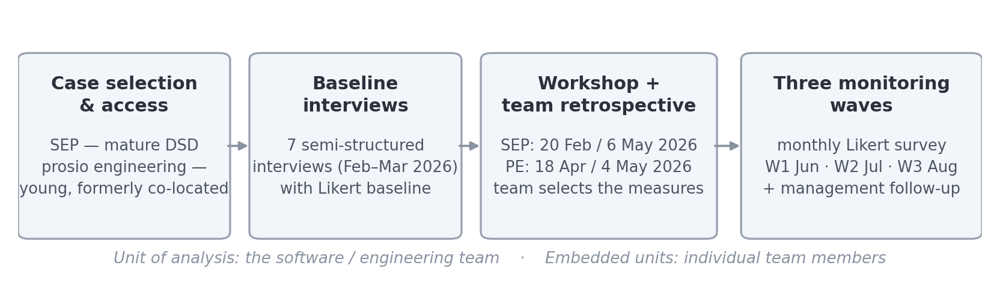 Case selection
& access
SEP — mature DSD
prosio engineering —
young, formerly co-located
Baseline
interviews
7 semi-structured
interviews (Feb–Mar 2026)
with Likert baseline
Workshop +
team retrospective
SEP: 20 Feb / 6 May 2026
PE: 18 Apr / 4 May 2026
team selects the measures
Three monitoring
waves
monthly Likert survey
W1 Jun · W2 Jul · W3 Aug
+ management follow-up
Unit of analysis: the software / engineering team · Embedded units: individual team members